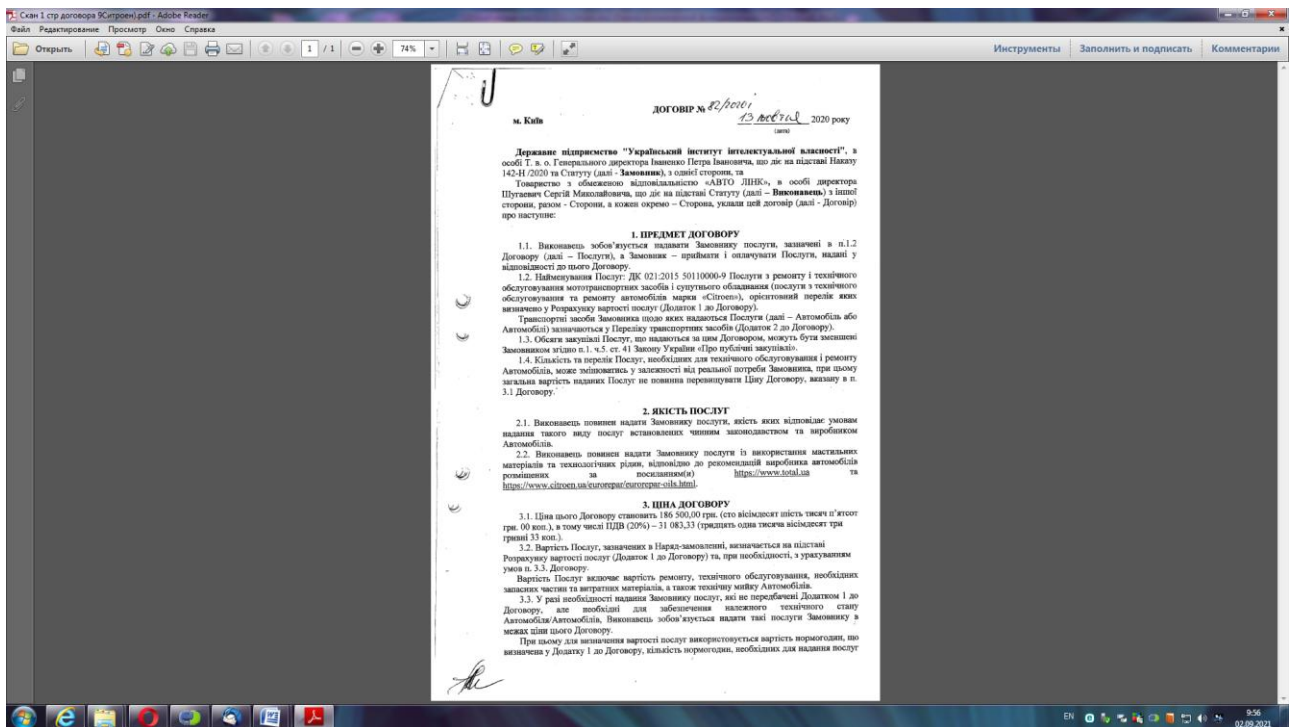 Скан 1 стр договора 9Ситроен).pdf - Adobe Reader
Файл Редактирование Просмотр Окно Справка
Открыть 1 / 1 74% Инструменты Заполнить и подписать Комментарии
ДОГОВІР № 82/2020
м. Київ 13 жовтня 2020 року
(дата)
Державне підприємство "Український інститут інтелектуальної власності", в
особі Т. в. о. Генерального директора Іваненко Петра Івановича, що діє на підставі Наказу
142-Н /2020 та Статуту (далі - Замовник), з однієї сторони, та
Товариство з обмеженою відповідальністю «АВТО ЛІНК», в особі директора
Шугаевич Сергій Миколайовича, що діє на підставі Статуту (далі – Виконавець) з іншої
сторони, разом - Сторони, а кожен окремо – Сторона, уклали цей договір (далі - Договір)
про наступне:
1. ПРЕДМЕТ ДОГОВОРУ
1.1. Виконавець зобов’язується надавати Замовнику послуги, зазначені в п.1.2
Договору (далі – Послуги), а Замовник – приймати і оплачувати Послуги, надані у
відповідності до цього Договору.
1.2. Найменування Послуг: ДК 021:2015 50110000-9 Послуги з ремонту і технічного
обслуговування мототранспортних засобів і супутнього обладнання (послуги з технічного
обслуговування та ремонту автомобілів марки «Citroen»), орієнтовний перелік яких
визначено у Розрахунку вартості послуг (Додаток 1 до Договору).
Транспортні засоби Замовника щодо яких надаються Послуги (далі – Автомобіль або
Автомобілі) зазначаються у Переліку транспортних засобів (Додаток 2 до Договору).
1.3. Обсяги закупівлі Послуг, що надаються за цим Договором, можуть бути зменшені
Замовником згідно п.1. ч.5. ст. 41 Закону України «Про публічні закупівлі».
1.4. Кількість та перелік Послуг, необхідних для технічного обслуговування і ремонту
Автомобілів, може змінюватись у залежності від реальної потреби Замовника, при цьому
загальна вартість наданих Послуг не повинна перевищувати Ціну Договору, вказану в п.
3.1 Договору.
2. ЯКІСТЬ ПОСЛУГ
2.1. Виконавець повинен надати Замовнику послуги, якість яких відповідає умовам
надання такого виду послуг встановлених чинним законодавством та виробником
Автомобілів.
2.2. Виконавець повинен надати Замовнику послуги із використання мастильних
матеріалів та технологічних рідин, відповідно до рекомендацій виробника автомобілів
розміщених за посиланням(и) https://www.total.ua та
https://www.citroen.ua/eurorepar/eurorepar-oils.html.
3. ЦІНА ДОГОВОРУ
3.1. Ціна цього Договору становить 186 500,00 грн. (сто вісімдесят шість тисяч п’ятсот
грн. 00 коп.), в тому числі ПДВ (20%) – 31 083,33 (тридцять одна тисяча вісімдесят три
гривні 33 коп.).
3.2. Вартість Послуг, зазначених в Наряд-замовленні, визначається на підставі
Розрахунку вартості послуг (Додаток 1 до Договору) та, при необхідності, з урахуванням
умов п. 3.3. Договору.
Вартість Послуг включає вартість ремонту, технічного обслуговування, необхідних
запасних частин та витратних матеріалів, а також технічну мийку Автомобілів.
3.3. У разі необхідності надання Замовнику послуг, які не передбачені Додатком 1 до
Договору, але необхідні для забезпечення належного технічного стану
Автомобіля/Автомобілів, Виконавець зобов’язується надати такі послуги Замовнику в
межах ціни цього Договору.
При цьому для визначення вартості послуг використовується вартість нормогодин, що
визначена у Додатку 1 до Договору, кількість нормогодин, необхідних для надання послуг
EN 9:56
02.09.2021